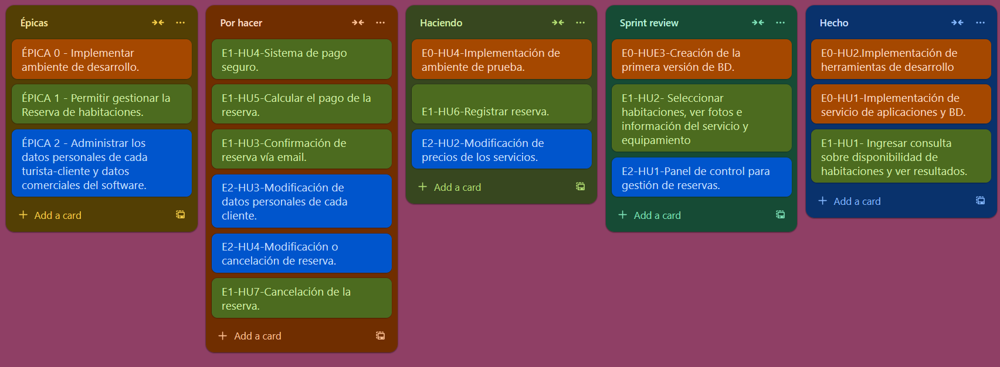 Épicas
ÉPICA 0 - Implementar
ambiente de desarrollo.
ÉPICA 1 - Permitir gestionar la
Reserva de habitaciones.
ÉPICA 2 - Administrar los
datos personales de cada
turista-cliente y datos
comerciales del software.
+ Add a card
Por hacer
E1-HU4-Sistema de pago
seguro.
E1-HU5-Calcular el pago de la
reserva.
E1-HU3-Confirmación de
reserva vía email.
E2-HU3-Modificación de
datos personales de cada
cliente.
E2-HU4-Modificación o
cancelación de reserva.
E1-HU7-Cancelación de la
reserva.
+ Add a card
Haciendo
E0-HU4-Implementación de
ambiente de prueba.
E1-HU6-Registrar reserva.
E2-HU2-Modificación de
precios de los servicios.
+ Add a card
Sprint review
E0-HUE3-Creación de la
primera versión de BD.
E1-HU2- Seleccionar
habitaciones, ver fotos e
información del servicio y
equipamiento
E2-HU1-Panel de control para
gestión de reservas.
+ Add a card
Hecho
E0-HU2.Implementación de
herramientas de desarrollo
E0-HU1-Implementación de
servicio de aplicaciones y BD.
E1-HU1- Ingresar consulta
sobre disponibilidad de
habitaciones y ver resultados.
+ Add a card